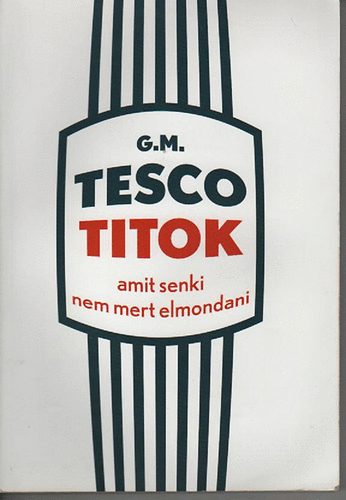 G.M.
TESCO
TITOK
amit senki
nem mert elmondani